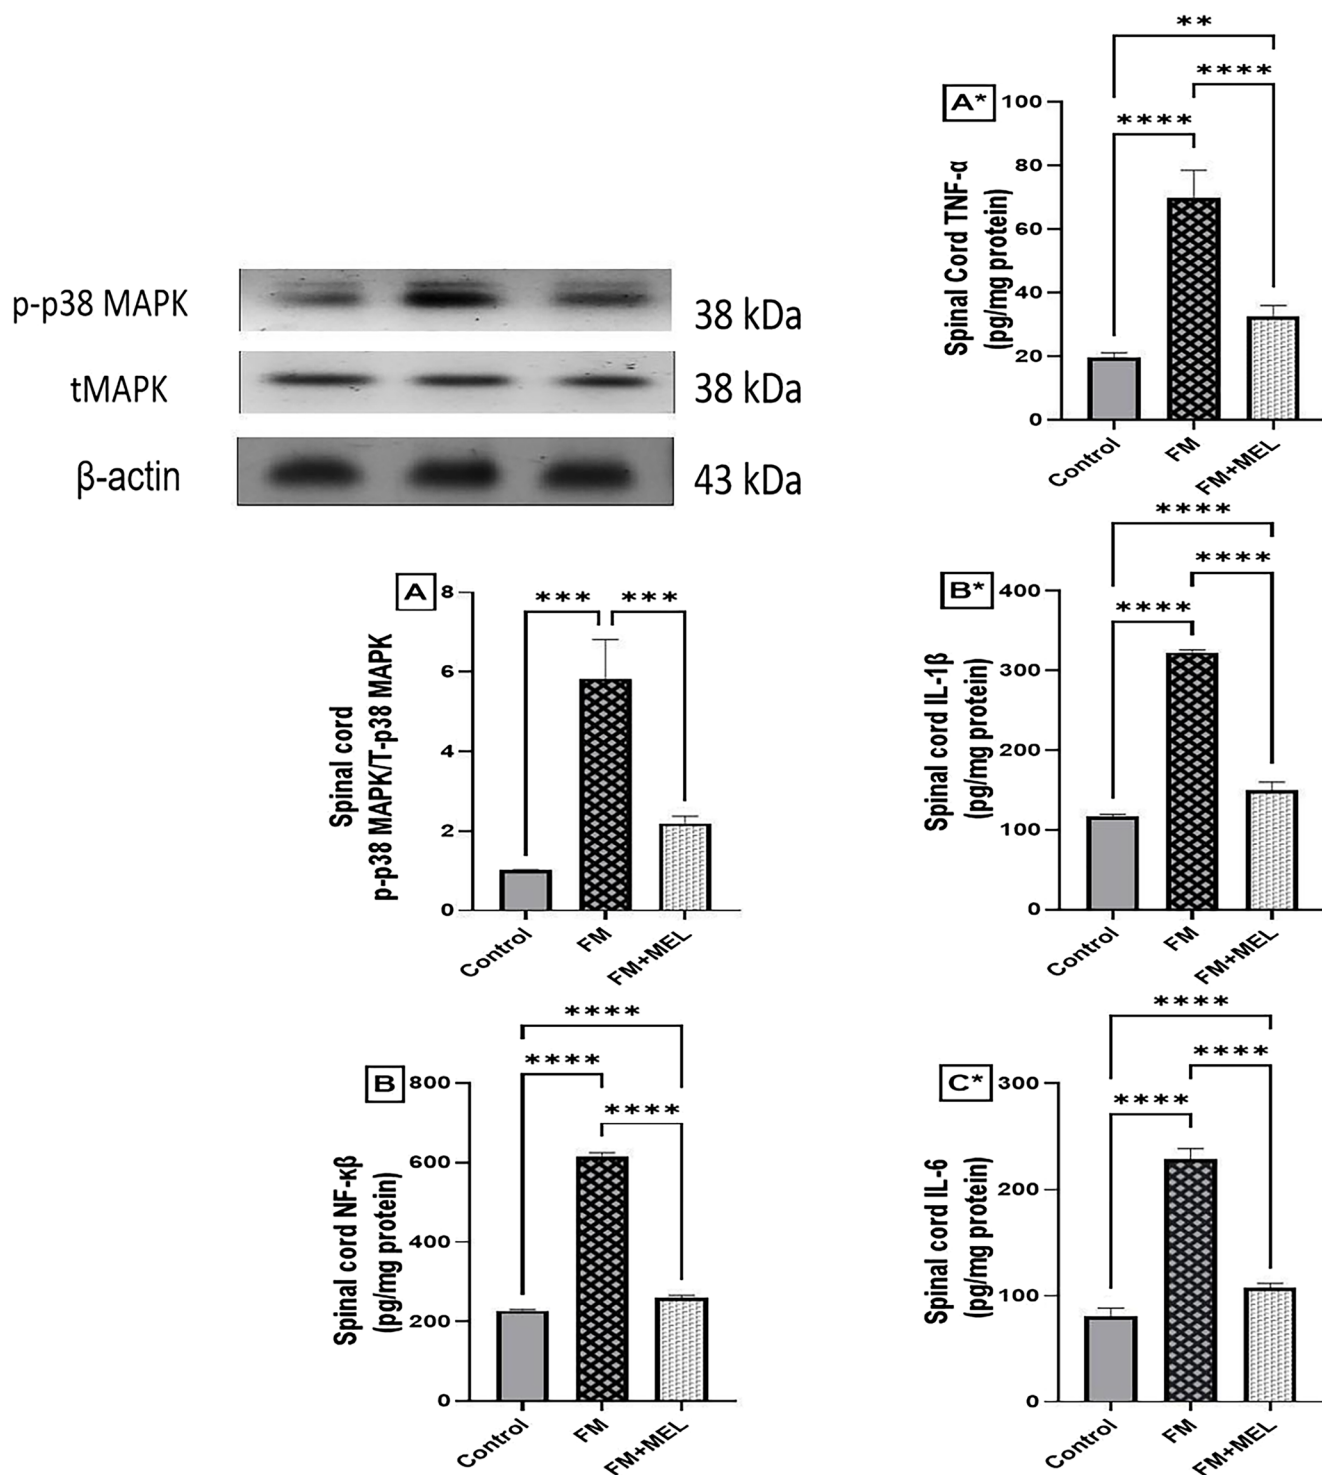 p-p38 MAPK
38 kDa
tMAPK
38 kDa
β-actin
43 kDa
A
Spinal cord
p-p38 MAPK/T-p38 MAPK
8
6
4
2
0
***
***
Control
FM
FM+MEL
B
Spinal cord NF-κβ
(pg/mg protein)
800
600
400
200
0
****
****
****
Control
FM
FM+MEL
A*
Spinal Cord TNF-α
(pg/mg protein)
100
80
60
40
20
0
**
****
****
Control
FM
FM+MEL
B*
Spinal cord IL-1β
(pg/mg protein)
400
300
200
100
0
****
****
****
Control
FM
FM+MEL
C*
Spinal cord IL-6
(pg/mg protein)
300
200
100
0
****
****
****
Control
FM
FM+MEL